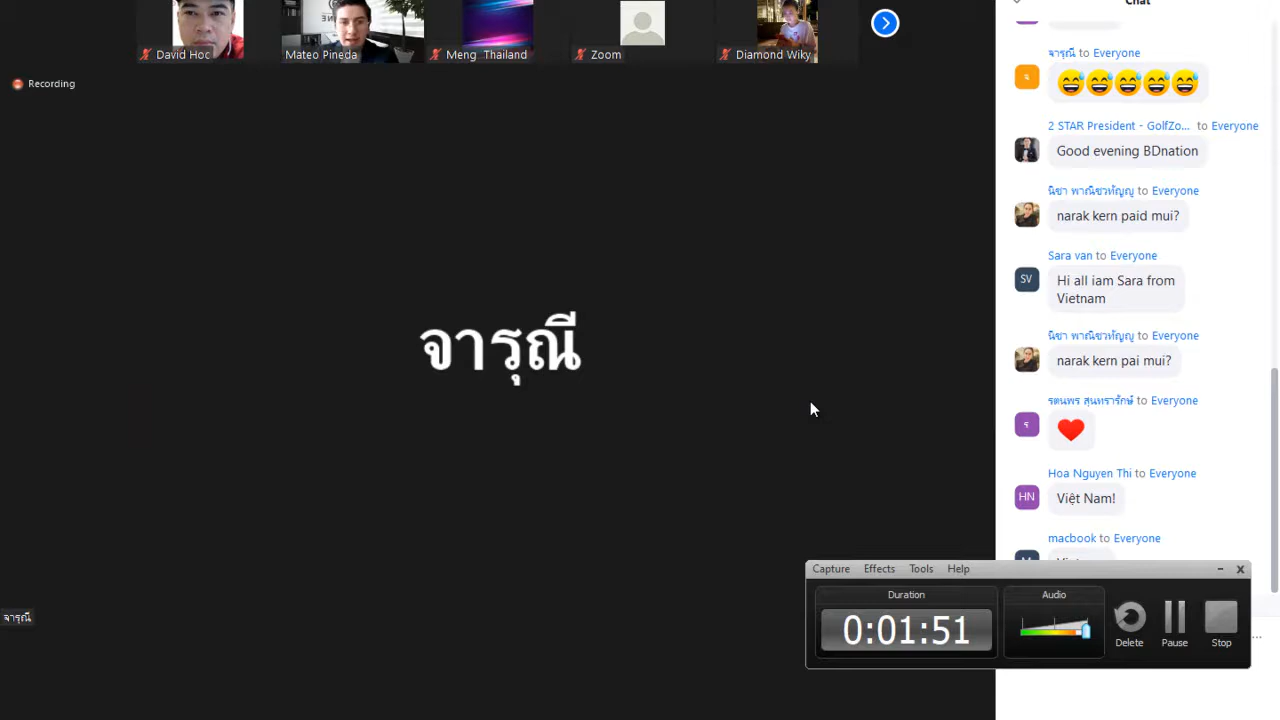 David Hoc
Mateo Pineda
Meng Thailand
Zoom
Diamond Wiky
Recording
จารุณี
จารุณี
Chat
จารุณี to Everyone
จ
2 STAR President - GolfZo... to Everyone
Good evening BDnation
นิชา พาณิชวหัญญู to Everyone
narak kern paid mui?
Sara van to Everyone
SV
Hi all iam Sara from
Vietnam
นิชา พาณิชวหัญญู to Everyone
narak kern pai mui?
รตนพร สุนทรารักษ์ to Everyone
ร
Hoa Nguyen Thi to Everyone
HN
Việt Nam!
macbook to Everyone
Capture Effects Tools Help
Duration
0:01:51
Audio
Delete
Pause
Stop